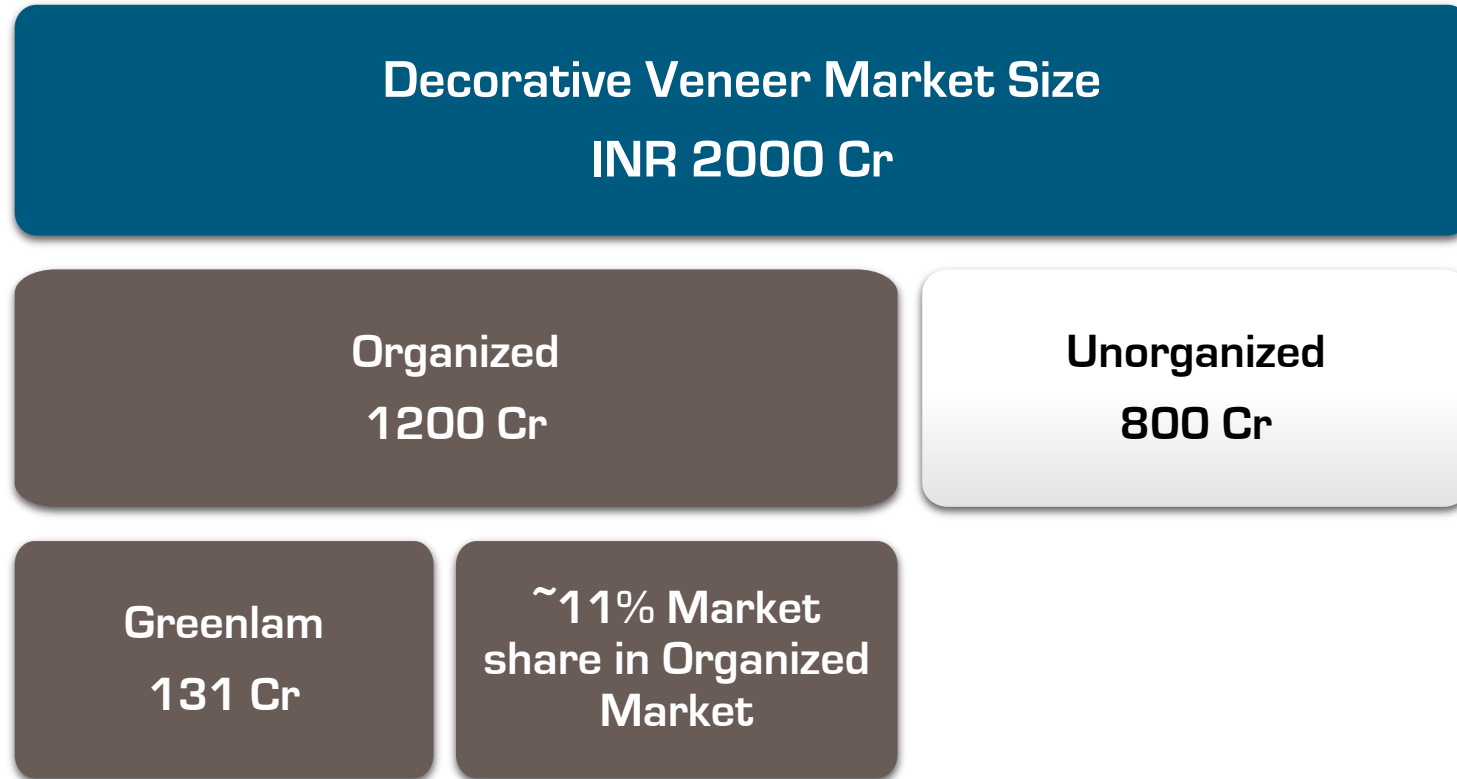 Decorative Veneer Market Size
INR 2000 Cr
Organized
1200 Cr
Unorganized
800 Cr
Greenlam
131 Cr
~11% Market
share in Organized
Market